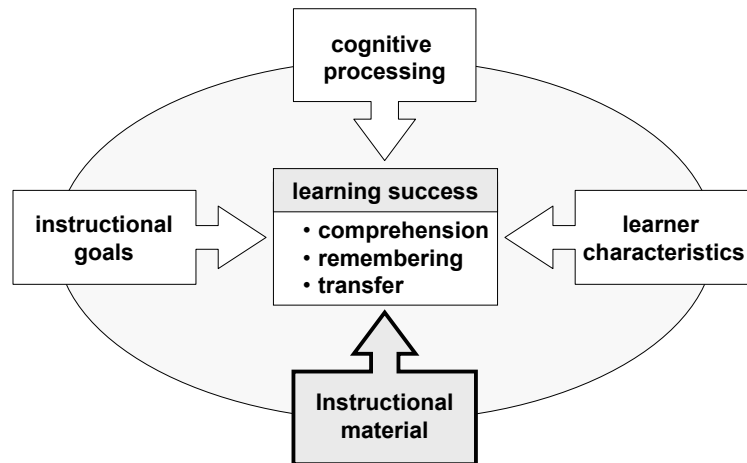 cognitive
processing
learning success
• comprehension
• remembering
• transfer
instructional
goals
learner
characteristics
Instructional
material